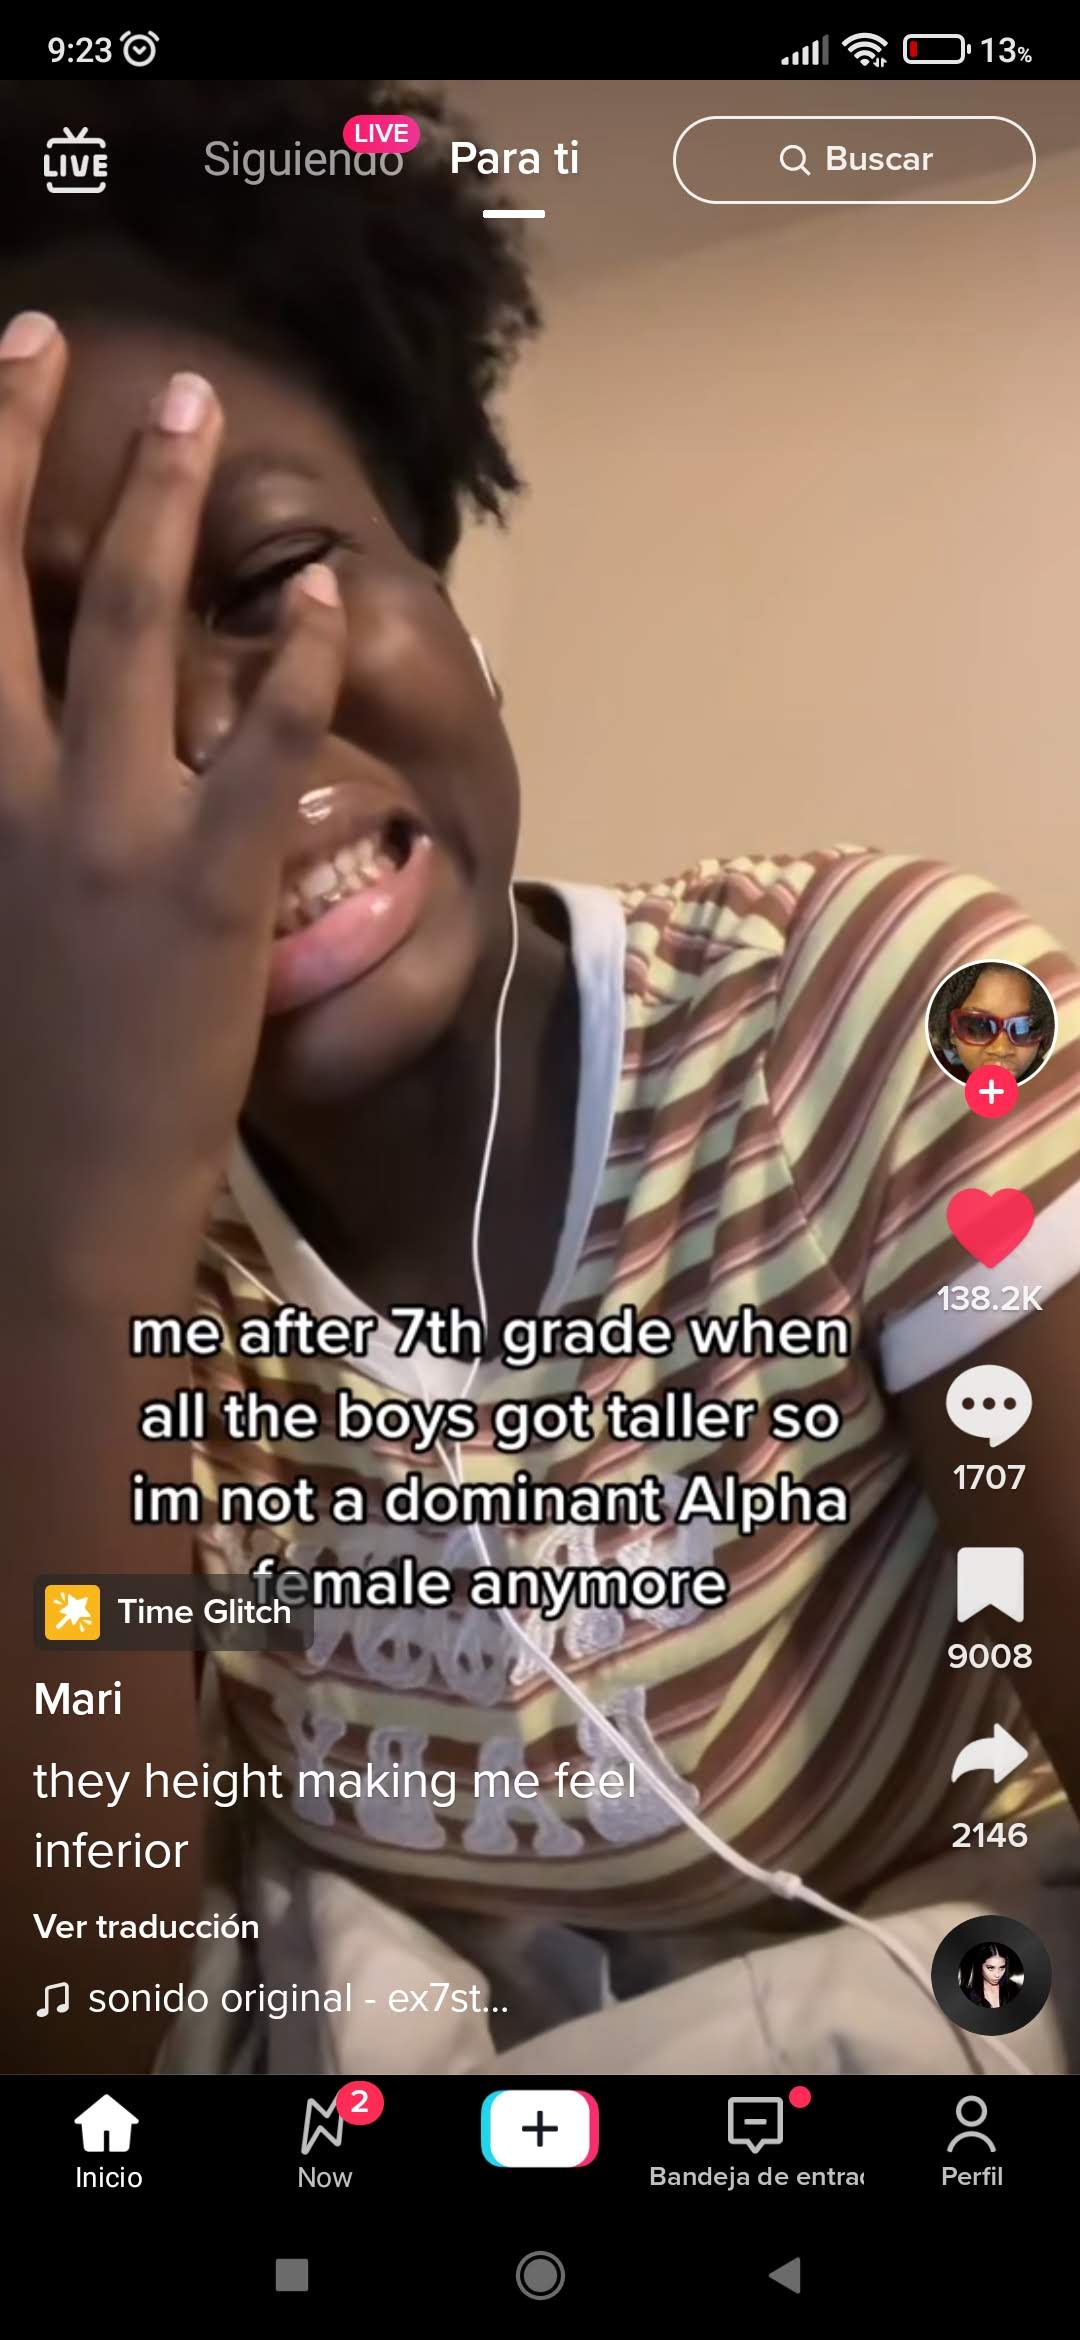 9:23
13%
LIVE
Siguiendo
LIVE
Para ti
Buscar
138.2K
me after 7th grade when
all the boys got taller so
im not a dominant Alpha
female anymore
1707
Time Glitch
9008
Mari
they height making me feel
inferior
2146
Ver traducción
sonido original - ex7st...
Inicio
2
Now
Bandeja de entrad
Perfil